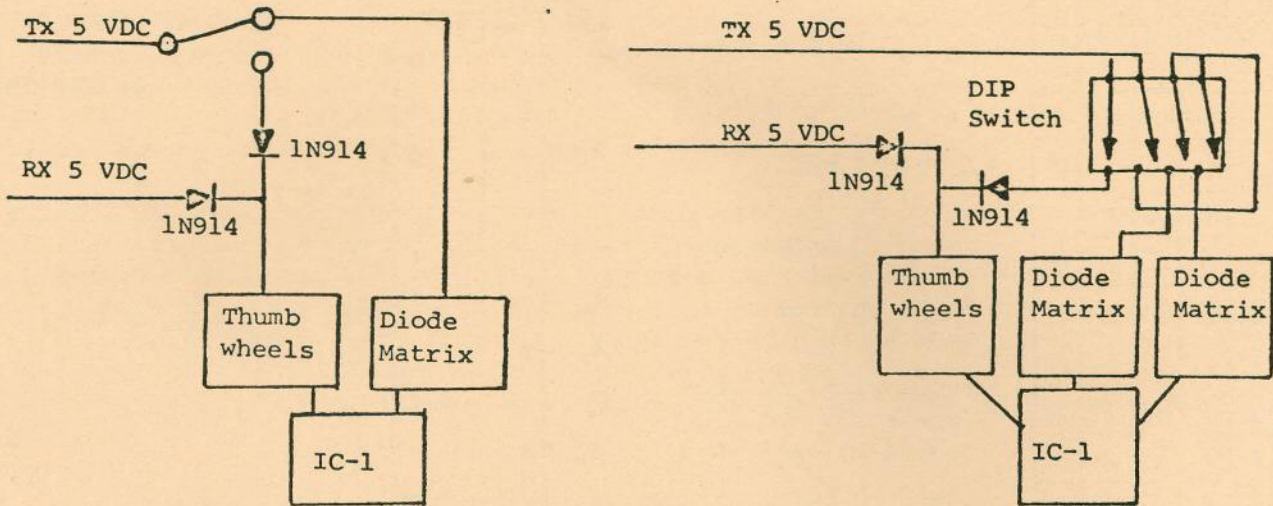 Tx 5 VDC
1N914
RX 5 VDC
1N914
Thumb
wheels
Diode
Matrix
IC-1
TX 5 VDC
DIP
Switch
RX 5 VDC
1N914
1N914
Thumb
wheels
Diode
Matrix
Diode
Matrix
IC-1